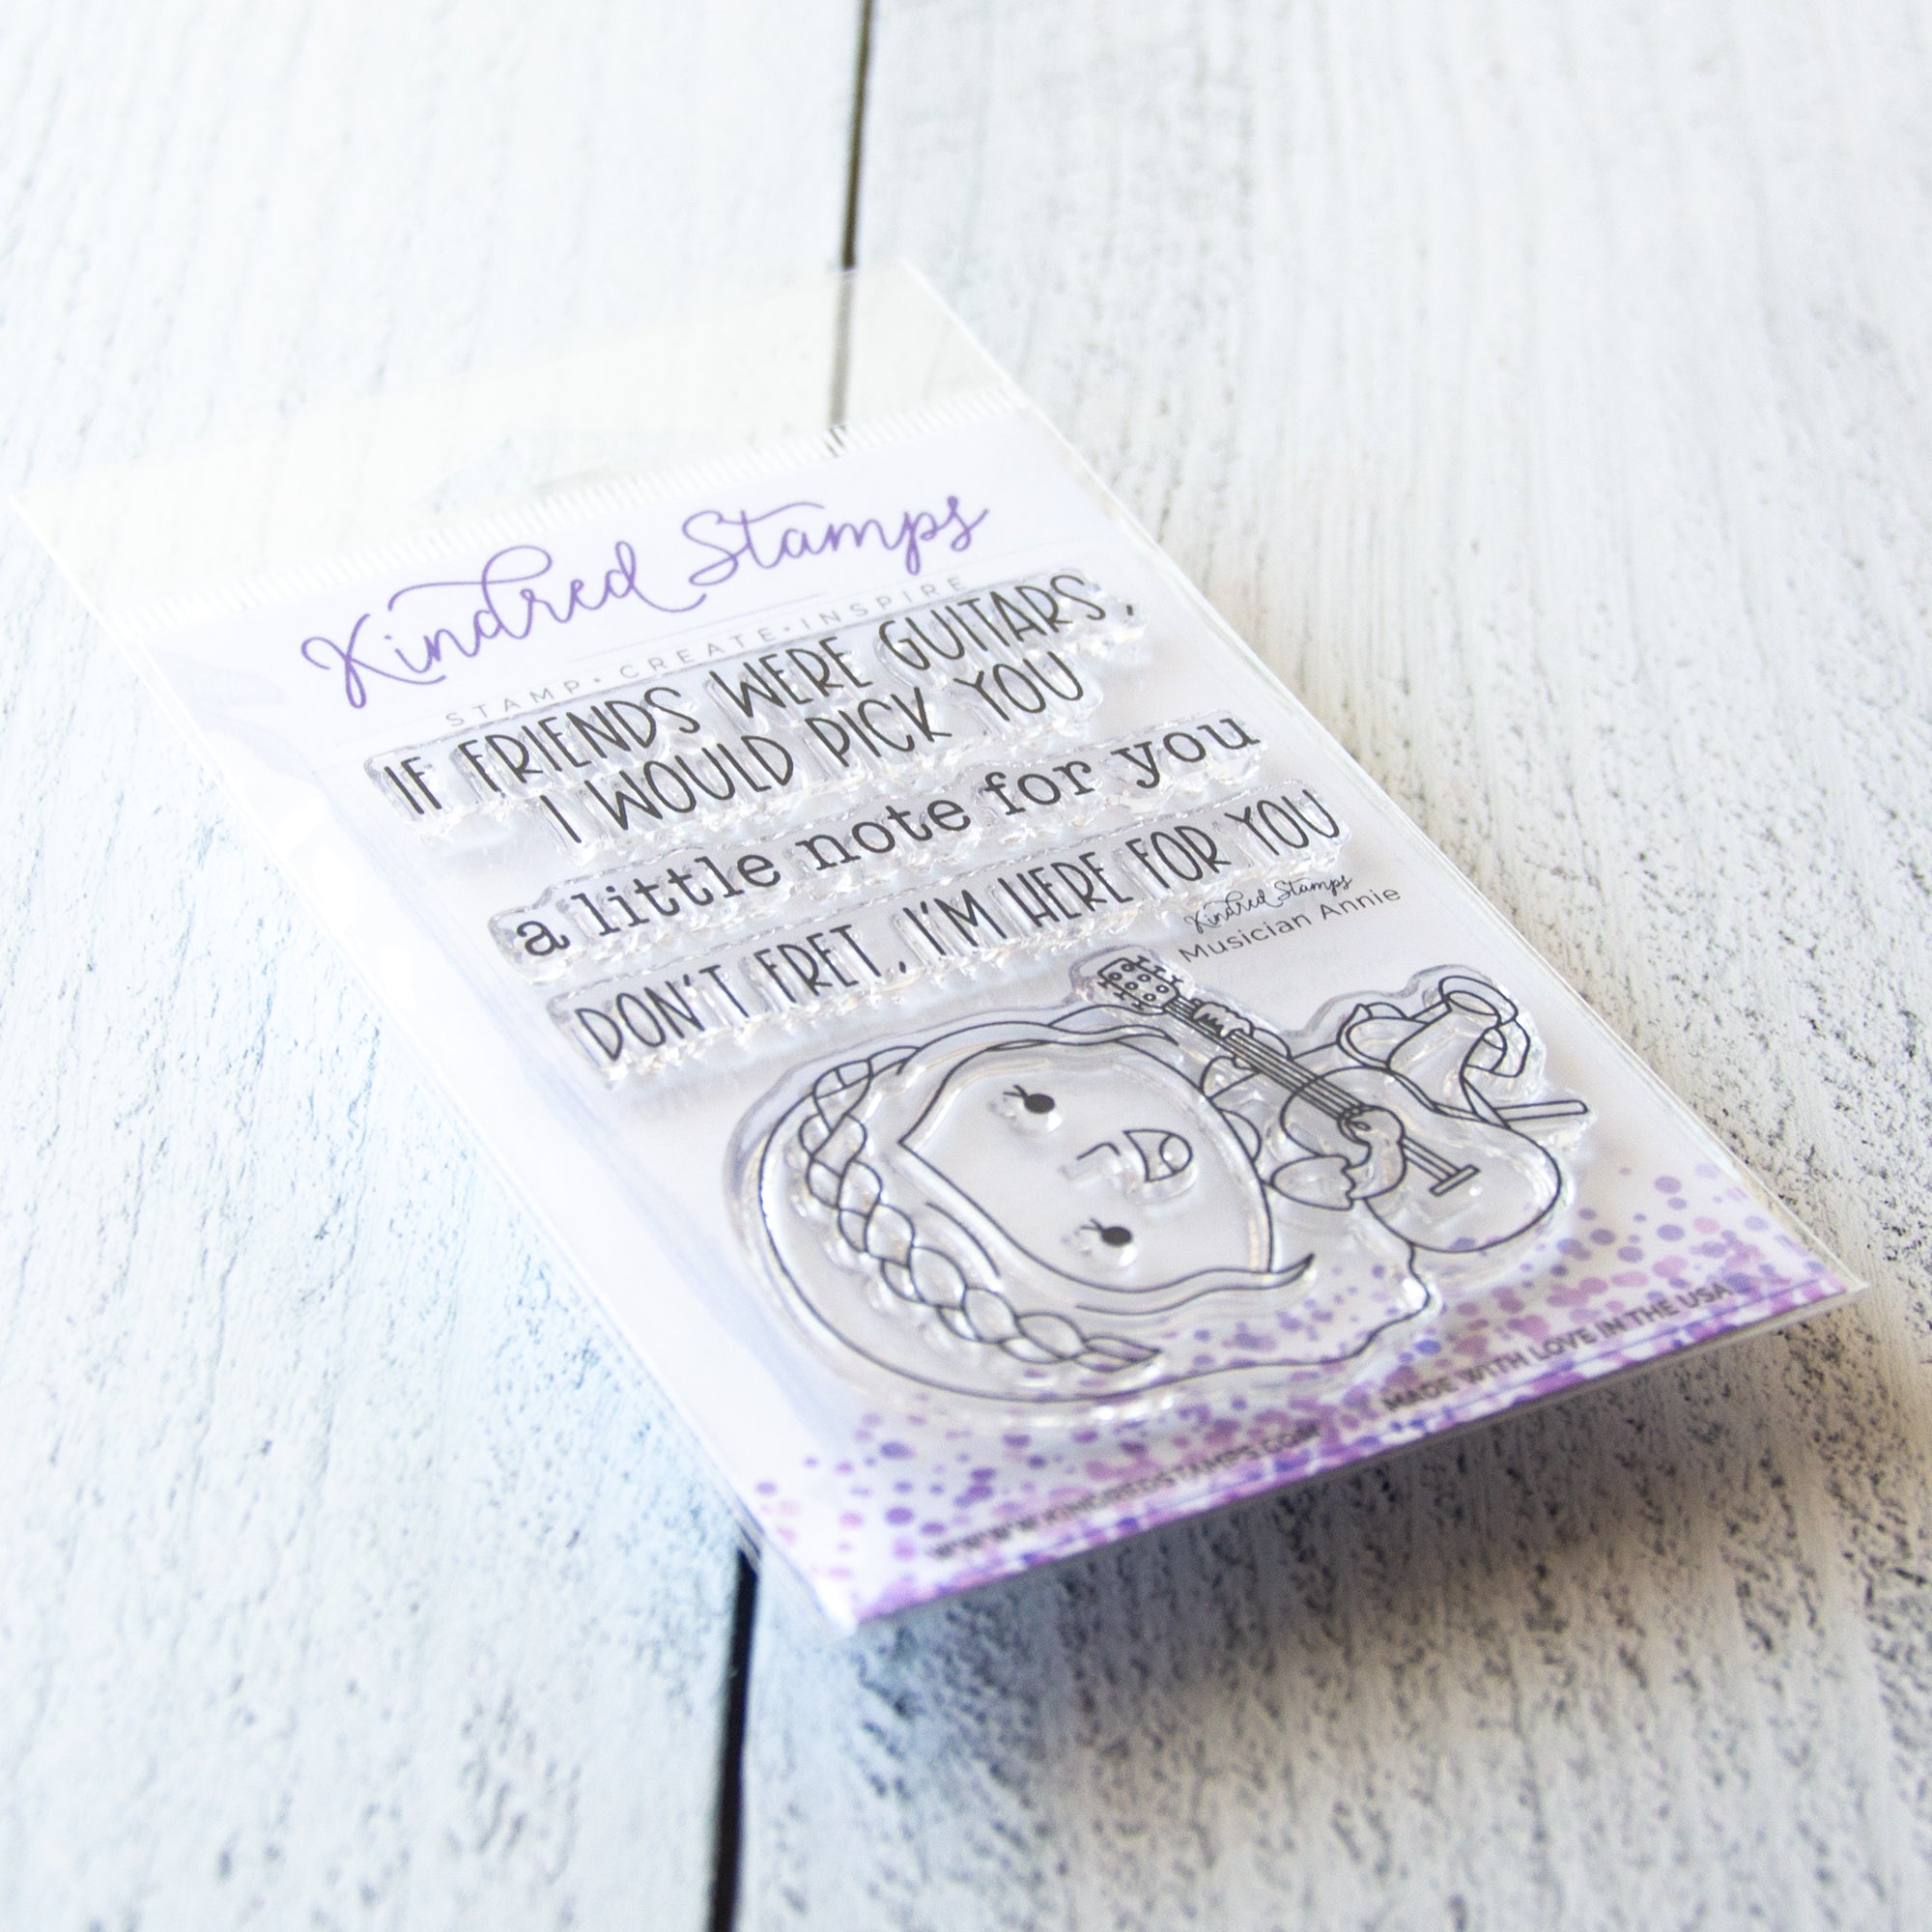 Kindred Stamps
STAMP • CREATE • INSPIRE
IF FRIENDS WERE GUITARS,
I WOULD PICK YOU
a little note for you
DON'T FRET, I'M HERE FOR YOU
Kindred Stamps
Musician Annie
WWW.KINDREDSTAMPS.COM
MADE WITH LOVE IN THE USA